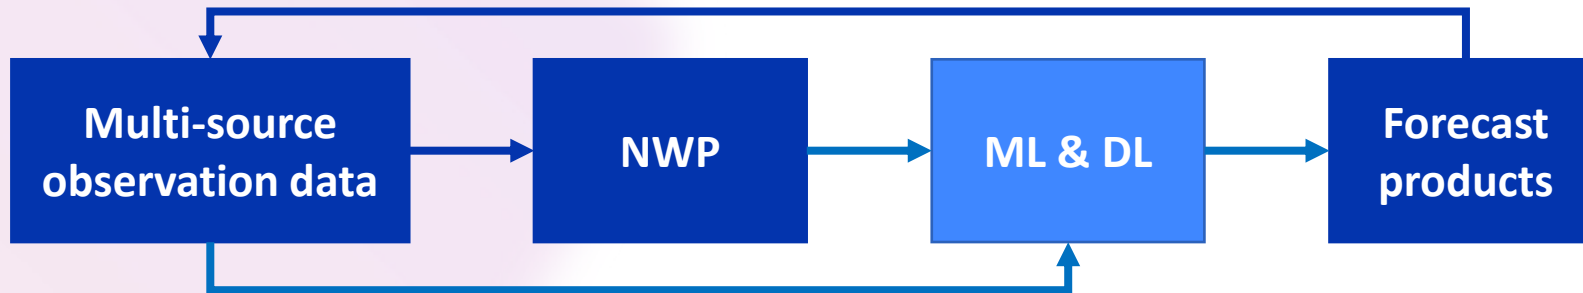 Multi-source
observation data
NWP
ML & DL
Forecast
products